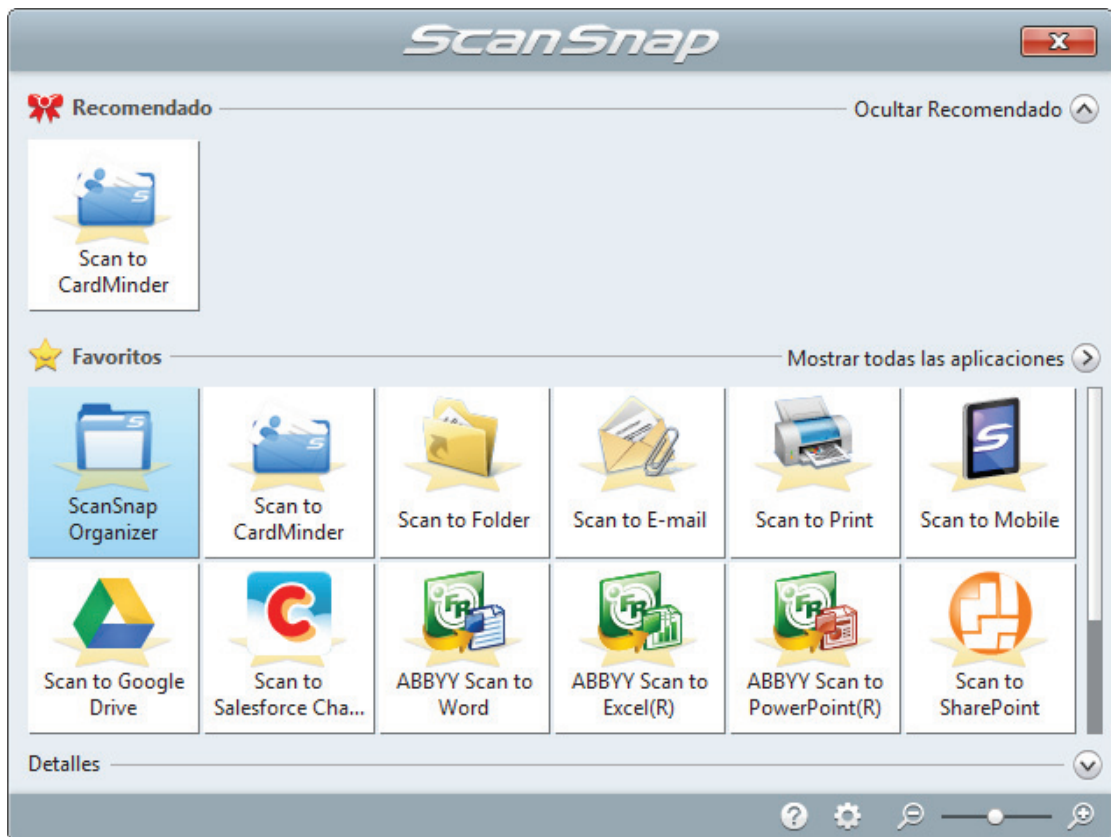 ScanSnap
Recomendado
Ocultar Recomendado
Scan to
CardMinder
Favoritos
Mostrar todas las aplicaciones
ScanSnap
Organizer
Scan to
CardMinder
Scan to Folder
Scan to E-mail
Scan to Print
Scan to Mobile
Scan to Google
Drive
Scan to
Salesforce Cha...
ABBYY Scan to
Word
ABBYY Scan to
Excel(R)
ABBYY Scan to
PowerPoint(R)
Scan to
SharePoint
Detalles